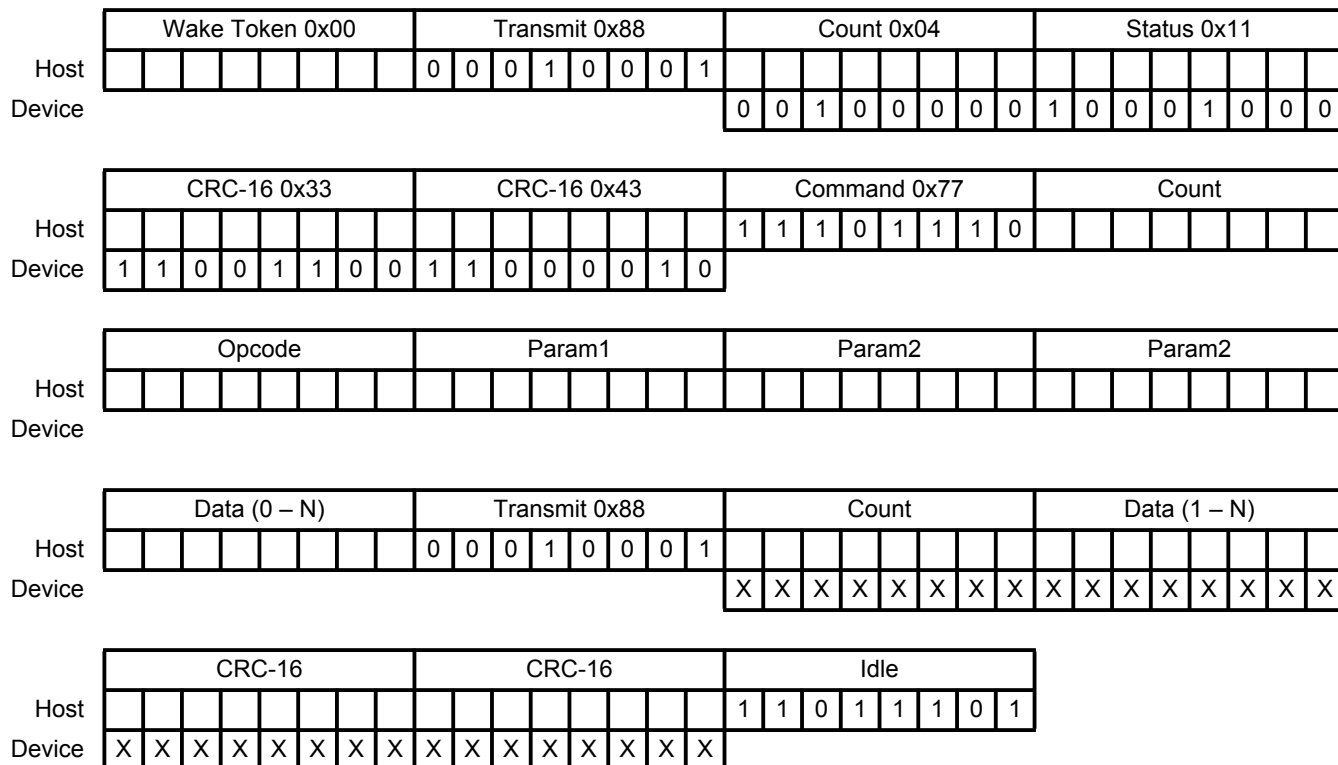 Wake Token 0x00 Transmit 0x88 Count 0x04 Status 0x11
Host 0 0 0 1 0 0 0 1
Device 0 0 1 0 0 0 0 0 1 0 0 0 1 0 0 0
CRC-16 0x33 CRC-16 0x43 Command 0x77 Count
Host 1 1 1 0 1 1 1 0
Device 1 1 0 0 1 1 0 0 1 1 0 0 0 0 1 0
Opcode Param1 Param2 Param2
Host
Device
Data (0 – N) Transmit 0x88 Count Data (1 – N)
Host 0 0 0 1 0 0 0 1
Device X X X X X X X X X X X X X X X X
CRC-16 CRC-16 Idle
Host 1 1 0 1 1 1 0 1
Device X X X X X X X X X X X X X X X X